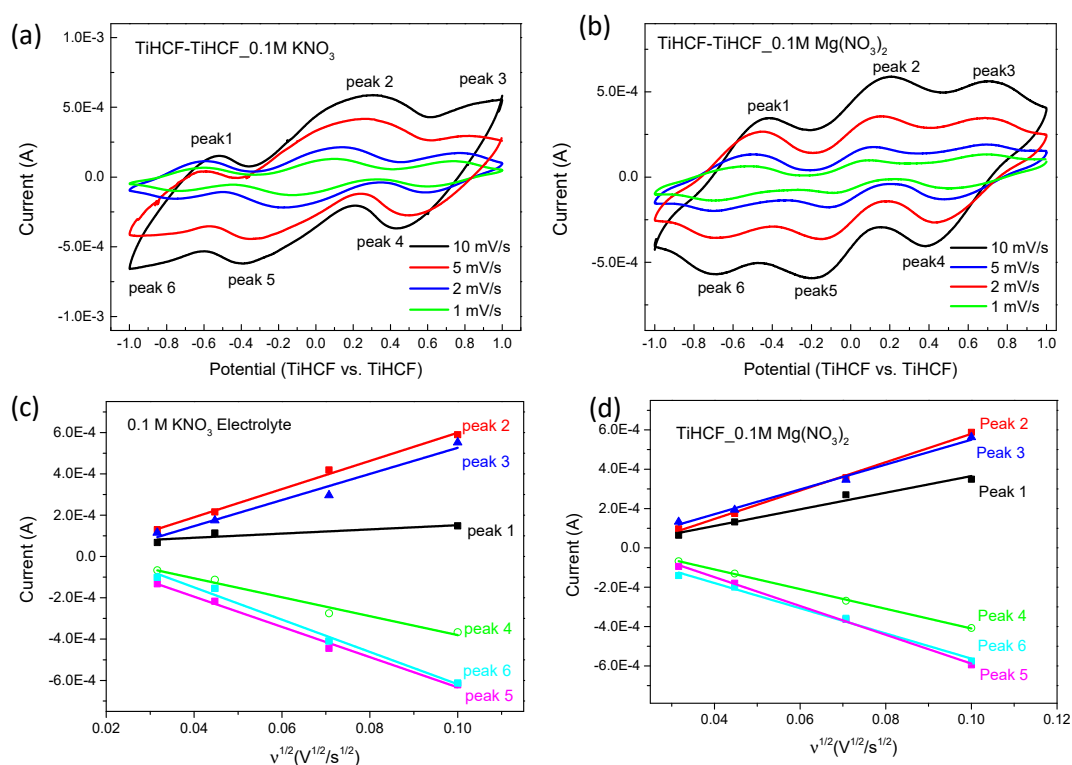 (a)
TiHCF-TiHCF_0.1M KNO₃
1.0E-3
5.0E-4
0.0
-5.0E-4
-1.0E-3
Current (A)
peak1
peak 2
peak 3
peak 4
peak 5
peak 6
10 mV/s
5 mV/s
2 mV/s
1 mV/s
-1.0 -0.8 -0.6 -0.4 -0.2 0.0 0.2 0.4 0.6 0.8 1.0
Potential (TiHCF vs. TiHCF)
(b)
TiHCF-TiHCF_0.1M Mg(NO₃)₂
5.0E-4
0.0
-5.0E-4
Current (A)
peak1
peak 2
peak3
peak4
peak5
peak 6
10 mV/s
5 mV/s
2 mV/s
1 mV/s
-1.0 -0.8 -0.6 -0.4 -0.2 0.0 0.2 0.4 0.6 0.8 1.0
Potential (TiHCF vs. TiHCF)
(c)
0.1 M KNO₃ Electrolyte
6.0E-4
4.0E-4
2.0E-4
0.0
-2.0E-4
-4.0E-4
-6.0E-4
Current (A)
peak 2
peak 3
peak 1
peak 4
peak 6
peak 5
0.02 0.04 0.06 0.08 0.10
ν^1/2(V^1/2/s^1/2)
(d)
TiHCF_0.1M Mg(NO₃)₂
6.0E-4
4.0E-4
2.0E-4
0.0
-2.0E-4
-4.0E-4
-6.0E-4
Current (A)
Peak 2
Peak 3
Peak 1
Peak 4
Peak 6
Peak 5
0.04 0.06 0.08 0.10 0.12
ν^1/2(V^1/2/s^1/2)